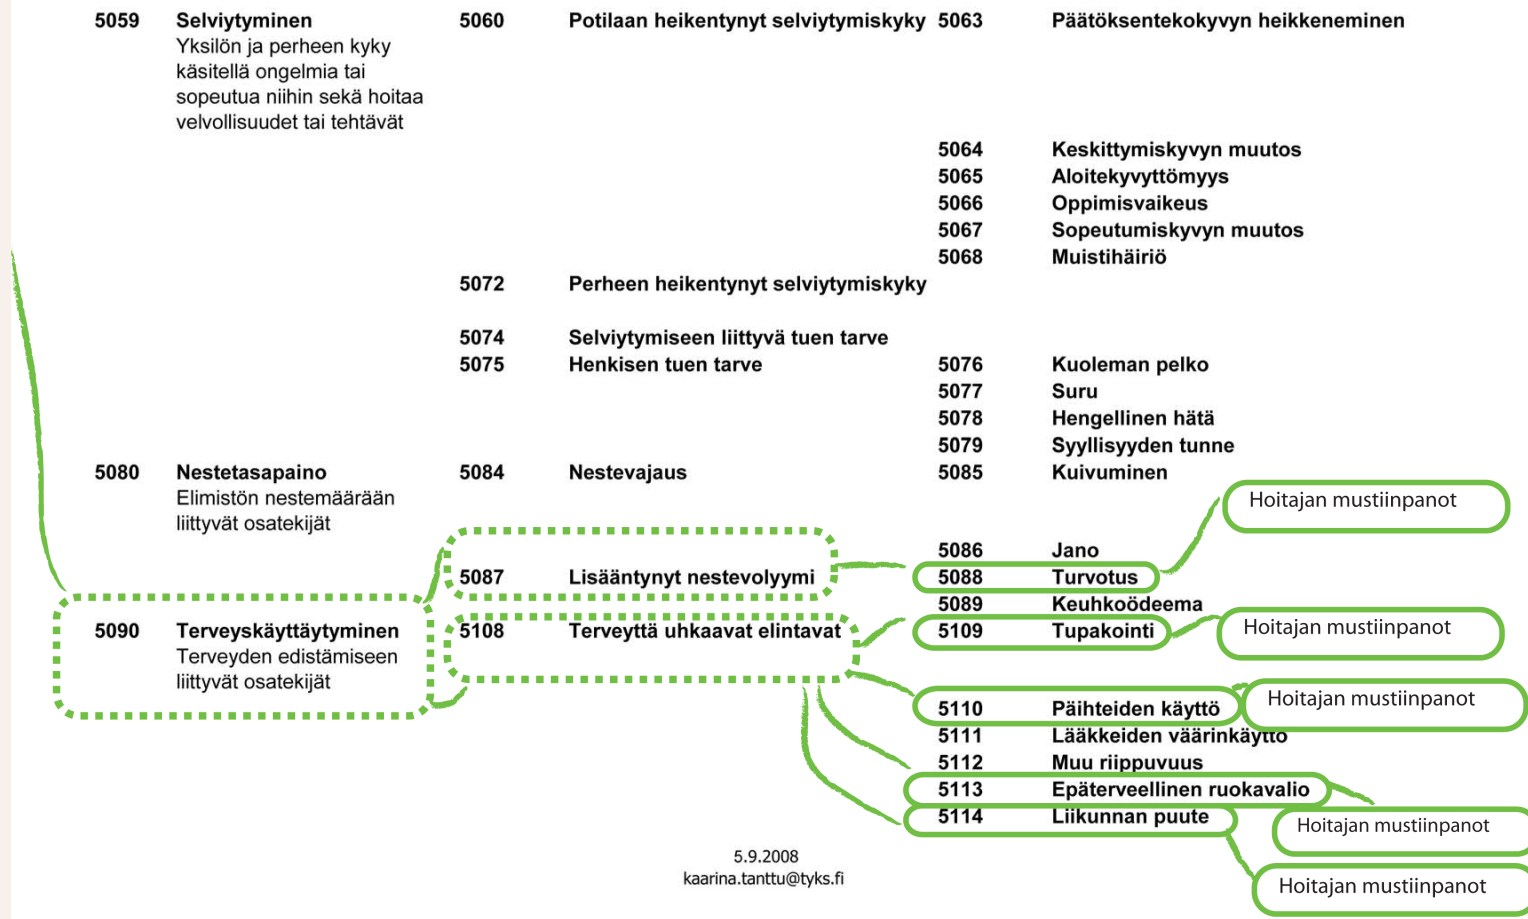 5059 Selviytyminen 5060 Potilaan heikentynyt selviytymiskyky 5063 Päätöksentekokyvyn heikkeneminen
Yksilön ja perheen kyky
käsitellä ongelmia tai
sopeutua niihin sekä hoitaa
velvollisuudet tai tehtävät
5064 Keskittymiskyvyn muutos
5065 Aloitekyvyttömyys
5066 Oppimisvaikeus
5067 Sopeutumiskyvyn muutos
5068 Muistihäiriö
5072 Perheen heikentynyt selviytymiskyky
5074 Selviytymiseen liittyvä tuen tarve
5075 Henkisen tuen tarve 5076 Kuoleman pelko
5077 Suru
5078 Hengellinen hätä
5079 Syyllisyyden tunne
5080 Nestetasapaino 5084 Nestevajaus 5085 Kuivuminen
Elimistön nestemäärään
liittyvät osatekijät
Hoitajan mustiinpanot
5086 Jano
5087 Lisääntynyt nestevolyymi 5088 Turvotus
5089 Keuhkoödeema
5090 Terveyskäyttäytyminen 5108 Terveyttä uhkaavat elintavat 5109 Tupakointi Hoitajan mustiinpanot
Terveyden edistämiseen
liittyvät osatekijät
5110 Päihteiden käyttö Hoitajan mustiinpanot
5111 Lääkkeiden väärinkäyttö
5112 Muu riippuvuus
5113 Epäterveellinen ruokavalio
5114 Liikunnan puute Hoitajan mustiinpanot
5.9.2008
kaarina.tanttu@tyks.fi
Hoitajan mustiinpanot